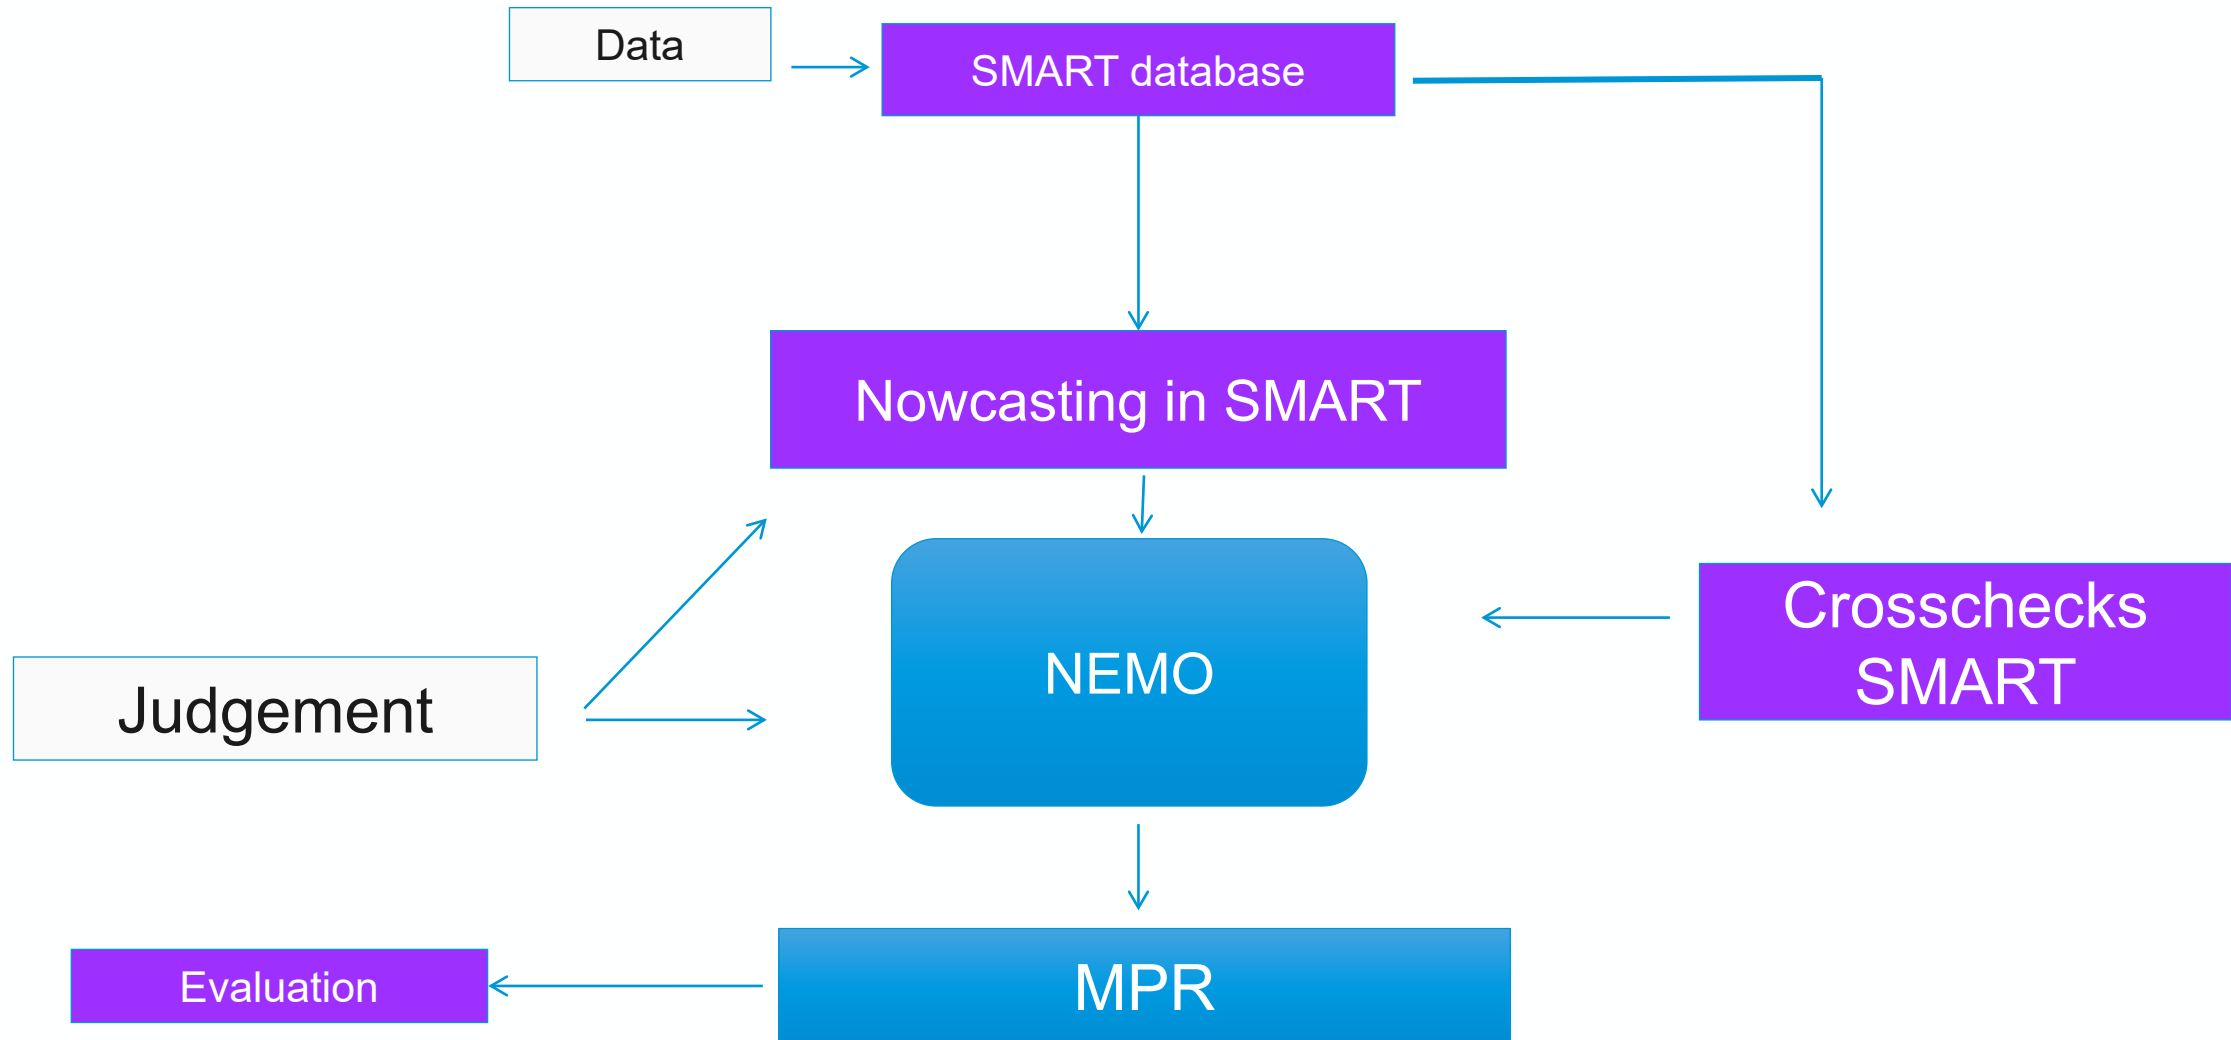 Data
SMART database
Nowcasting in SMART
Crosschecks
SMART
NEMO
Judgement
Evaluation
MPR